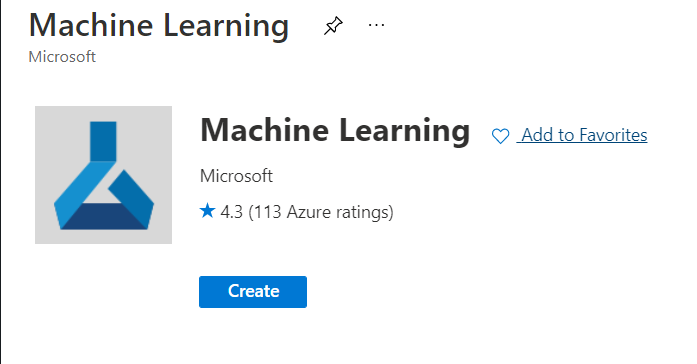 Machine Learning
Microsoft
Machine Learning
Add to Favorites
Microsoft
4.3 (113 Azure ratings)
Create